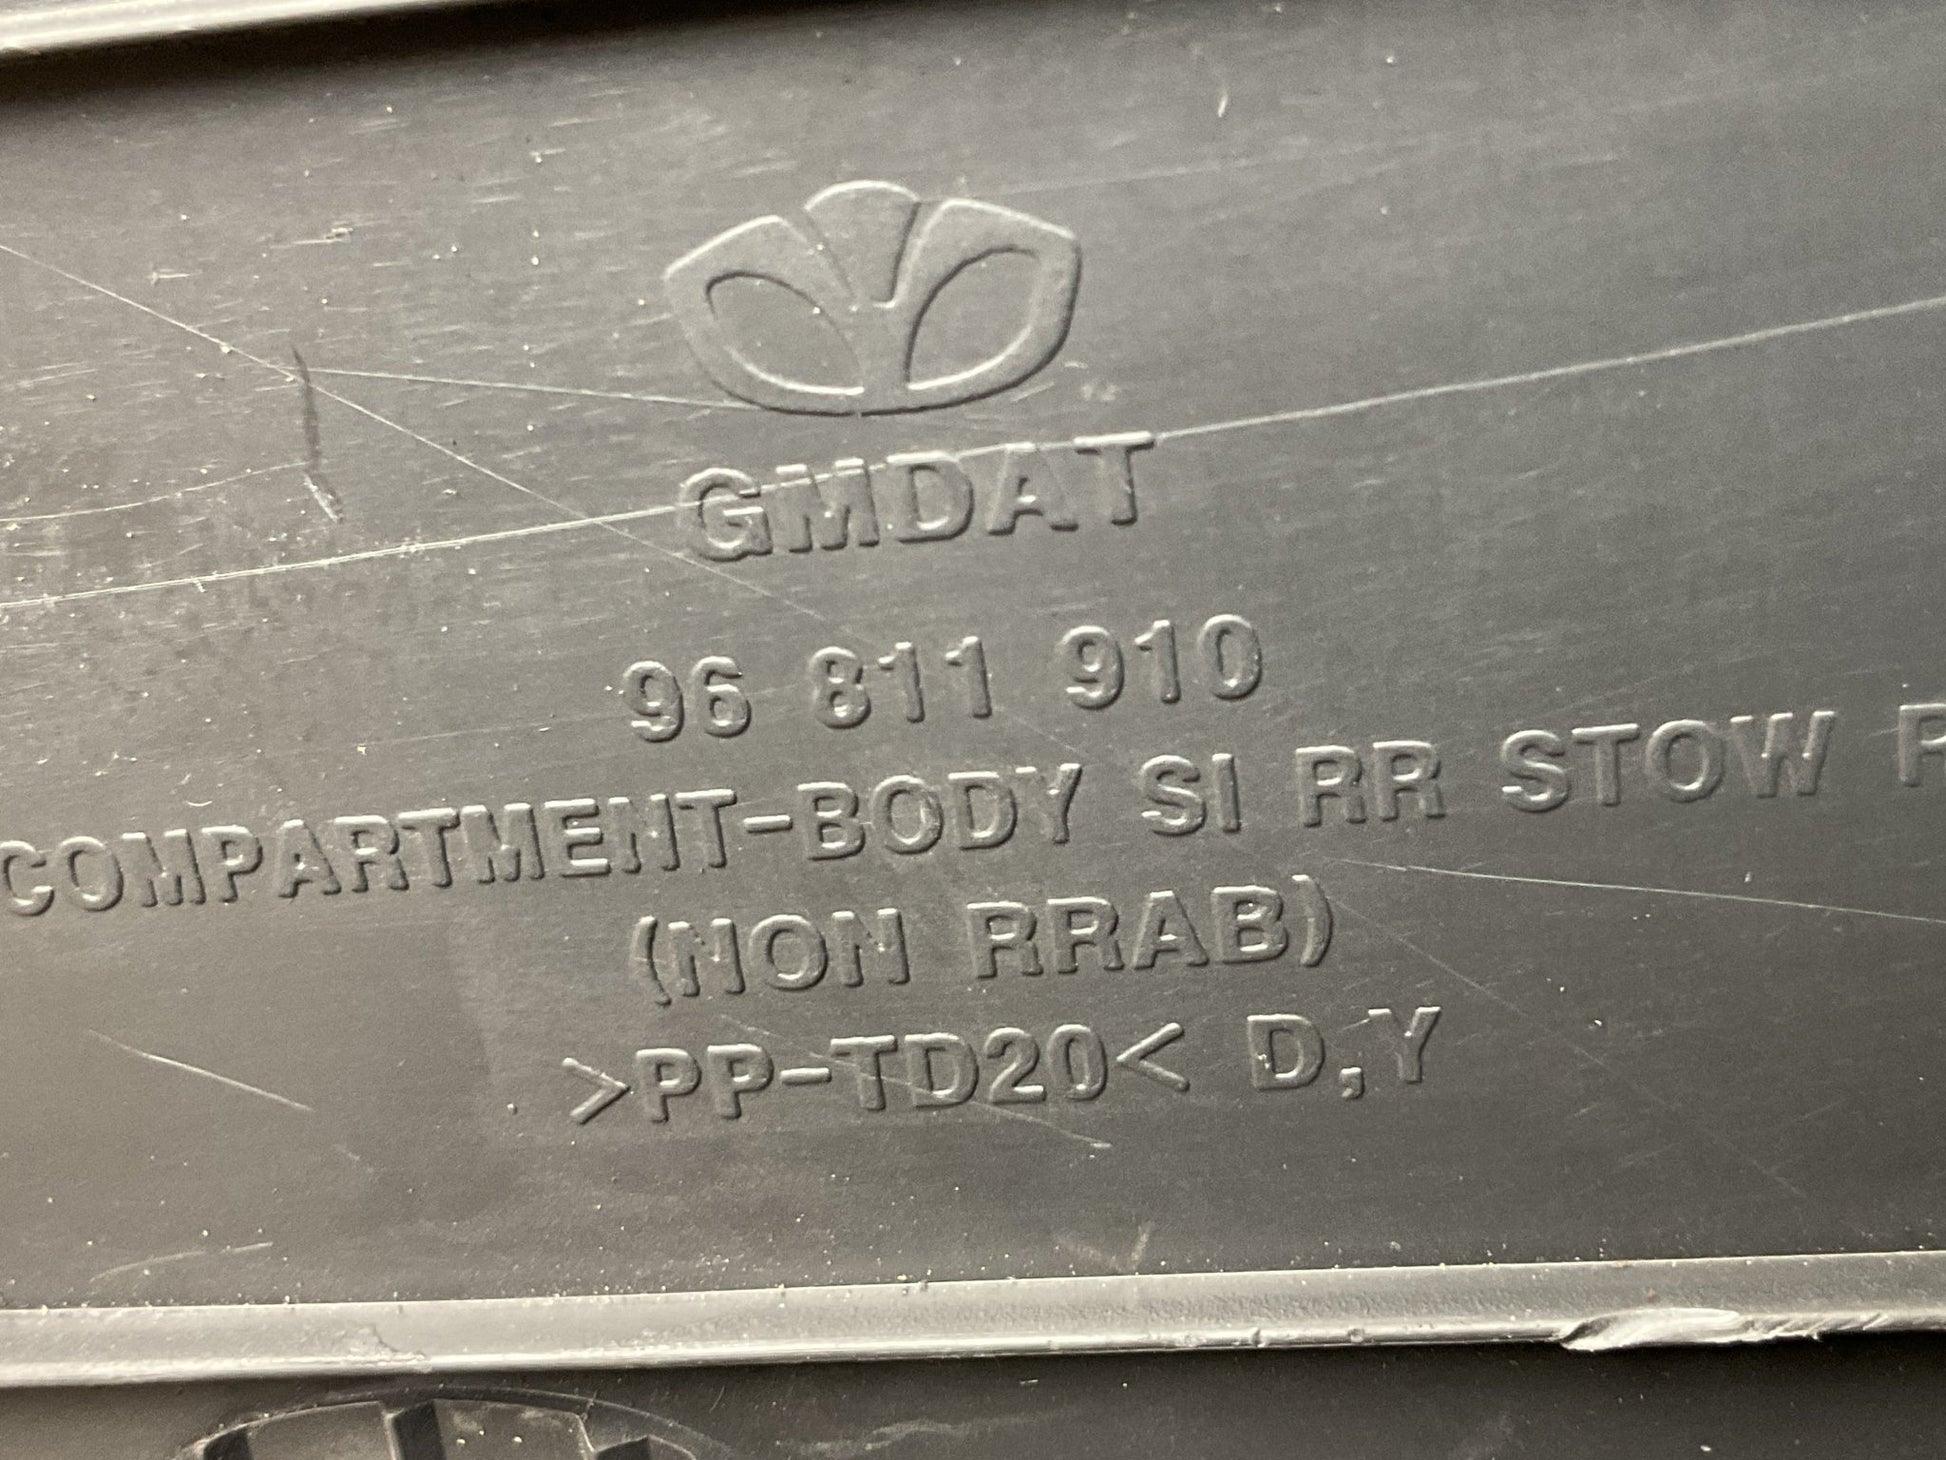 GMDAT
96 811 910
COMPARTMENT-BODY SI RR STOW
(NON RRAB)
>PP-TD20< D,Y